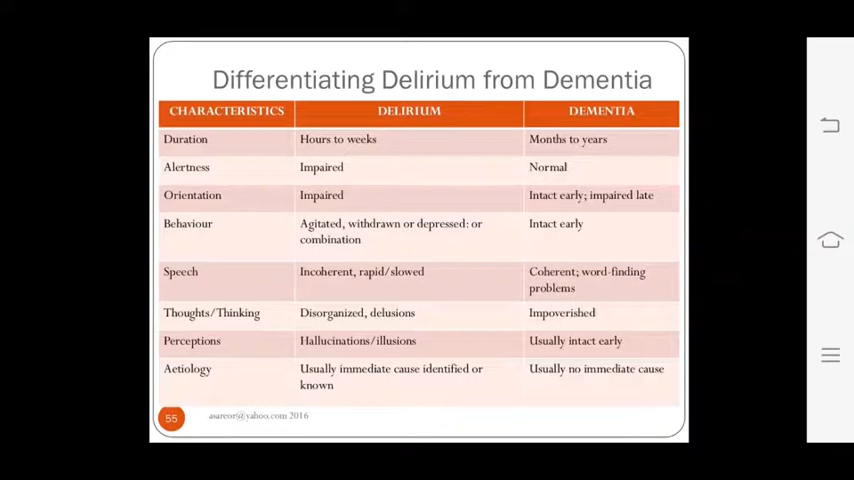 Differentiating Delirium from Dementia
CHARACTERISTICS DELIRIUM DEMENTIA
Duration Hours to weeks Months to years
Alertness Impaired Normal
Orientation Impaired Intact early; impaired late
Behaviour Agitated, withdrawn or depressed: or Intact early
combination
Speech Incoherent, rapid/slowed Coherent; word-finding
problems
Thoughts/Thinking Disorganized, delusions Impoverished
Perceptions Hallucinations/illusions Usually intact early
Aetiology Usually immediate cause identified or Usually no immediate cause
known
55 asareor@yahoo.com 2016